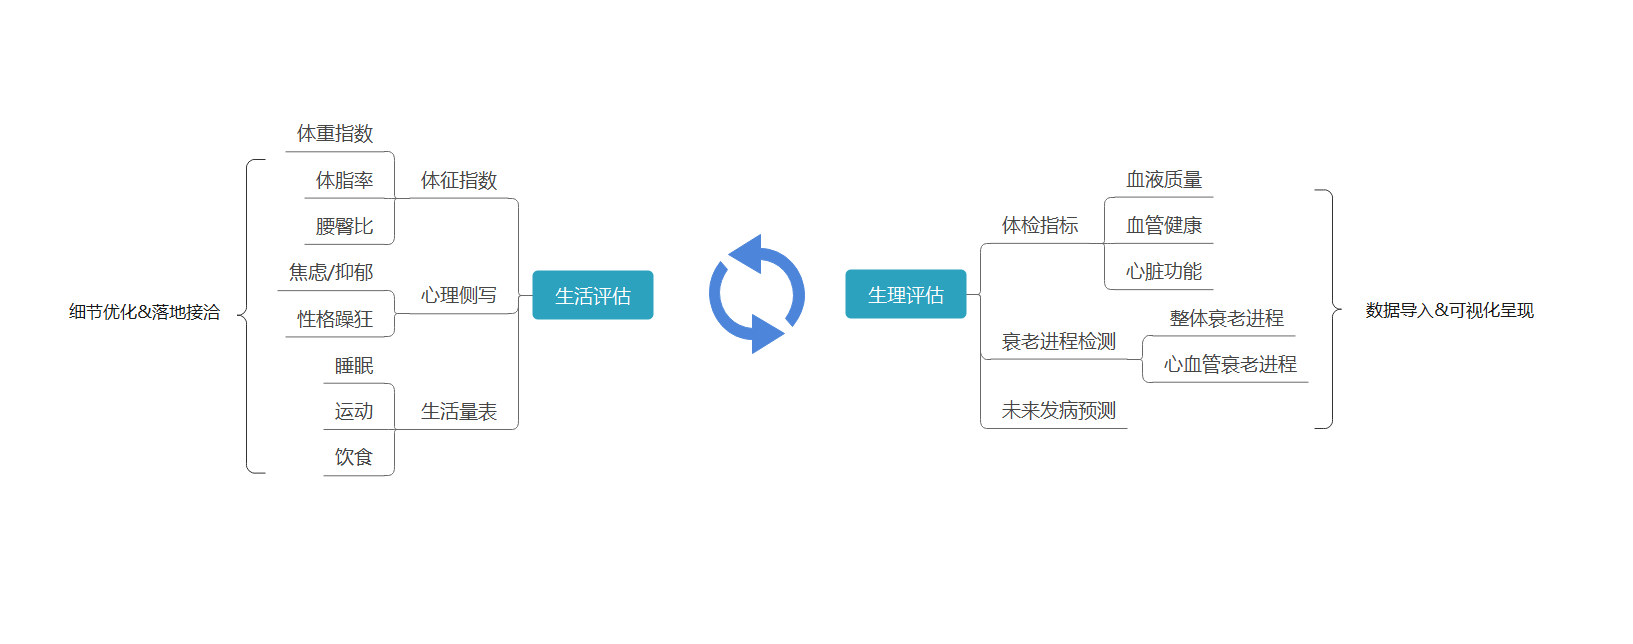 体重指数
体脂率
腰臀比
体征指数
焦虑/抑郁
性格躁狂
心理侧写
睡眠
运动
饮食
生活量表
细节优化&落地接洽
生活评估
生理评估
体检指标
血液质量
血管健康
心脏功能
衰老进程检测
整体衰老进程
心血管衰老进程
未来发病预测
数据导入&可视化呈现